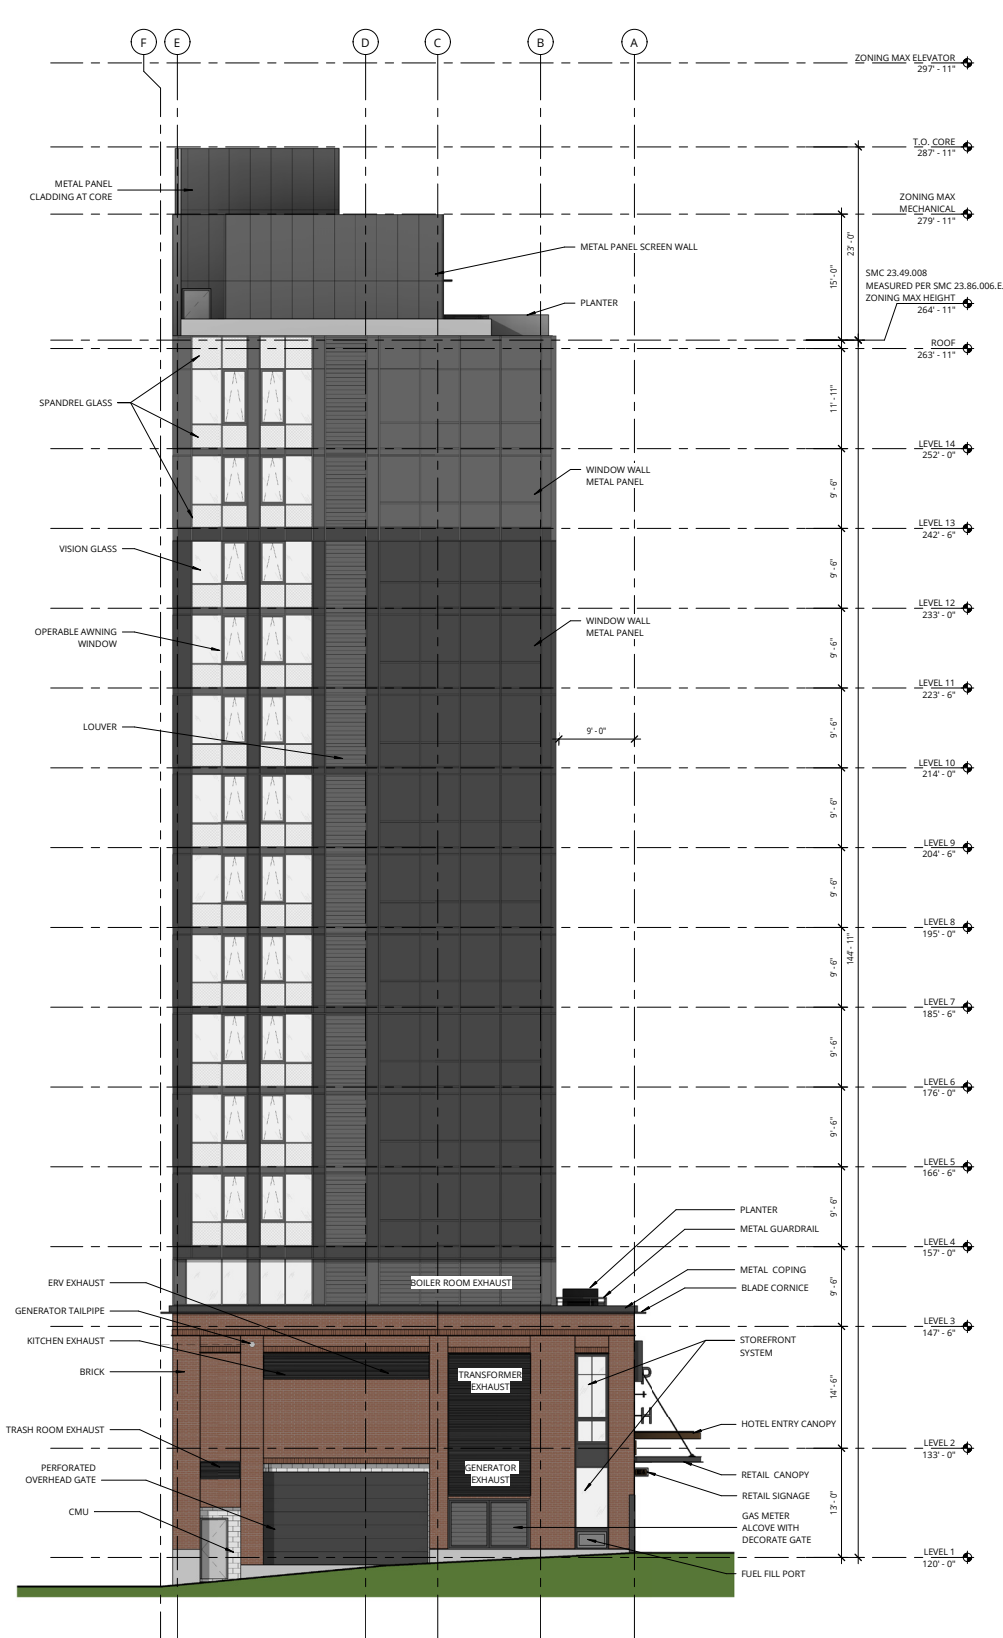 F E D C B A
ZONING MAX ELEVATOR
297' - 11"
T.O. CORE
287' - 11"
METAL PANEL
CLADDING AT CORE
ZONING MAX
MECHANICAL
279' - 11"
23' - 0"
15' - 0"
METAL PANEL SCREEN WALL
SMC 23.49.008
MEASURED PER SMC 23.86.006.E.
ZONING MAX HEIGHT
264' - 11"
PLANTER
ROOF
263' - 11"
SPANDREL GLASS
11' - 11"
LEVEL 14
252' - 0"
WINDOW WALL
METAL PANEL
9' - 6"
LEVEL 13
242' - 6"
VISION GLASS
9' - 6"
LEVEL 12
233' - 0"
OPERABLE AWNING
WINDOW
WINDOW WALL
METAL PANEL
9' - 6"
LEVEL 11
223' - 6"
LOUVER
9' - 0"
9' - 6"
LEVEL 10
214' - 0"
9' - 6"
LEVEL 9
204' - 6"
9' - 6"
LEVEL 8
195' - 0"
144' - 11"
9' - 6"
LEVEL 7
185' - 6"
9' - 6"
LEVEL 6
176' - 0"
9' - 6"
LEVEL 5
166' - 6"
9' - 6"
PLANTER
METAL GUARDRAIL
LEVEL 4
157' - 0"
METAL COPING
BLADE CORNICE
9' - 6"
ERV EXHAUST
BOILER ROOM EXHAUST
GENERATOR TAILPIPE
LEVEL 3
147' - 6"
KITCHEN EXHAUST
STOREFRONT
SYSTEM
BRICK
TRANSFORMER
EXHAUST
P
H
14' - 6"
HOTEL ENTRY CANOPY
TRASH ROOM EXHAUST
LEVEL 2
133' - 0"
PERFORATED
OVERHEAD GATE
GENERATOR
EXHAUST
RETAIL CANOPY
RETAIL SIGNAGE
13' - 0"
CMU
GAS METER
ALCOVE WITH
DECORATE GATE
LEVEL 1
120' - 0"
FUEL FILL PORT